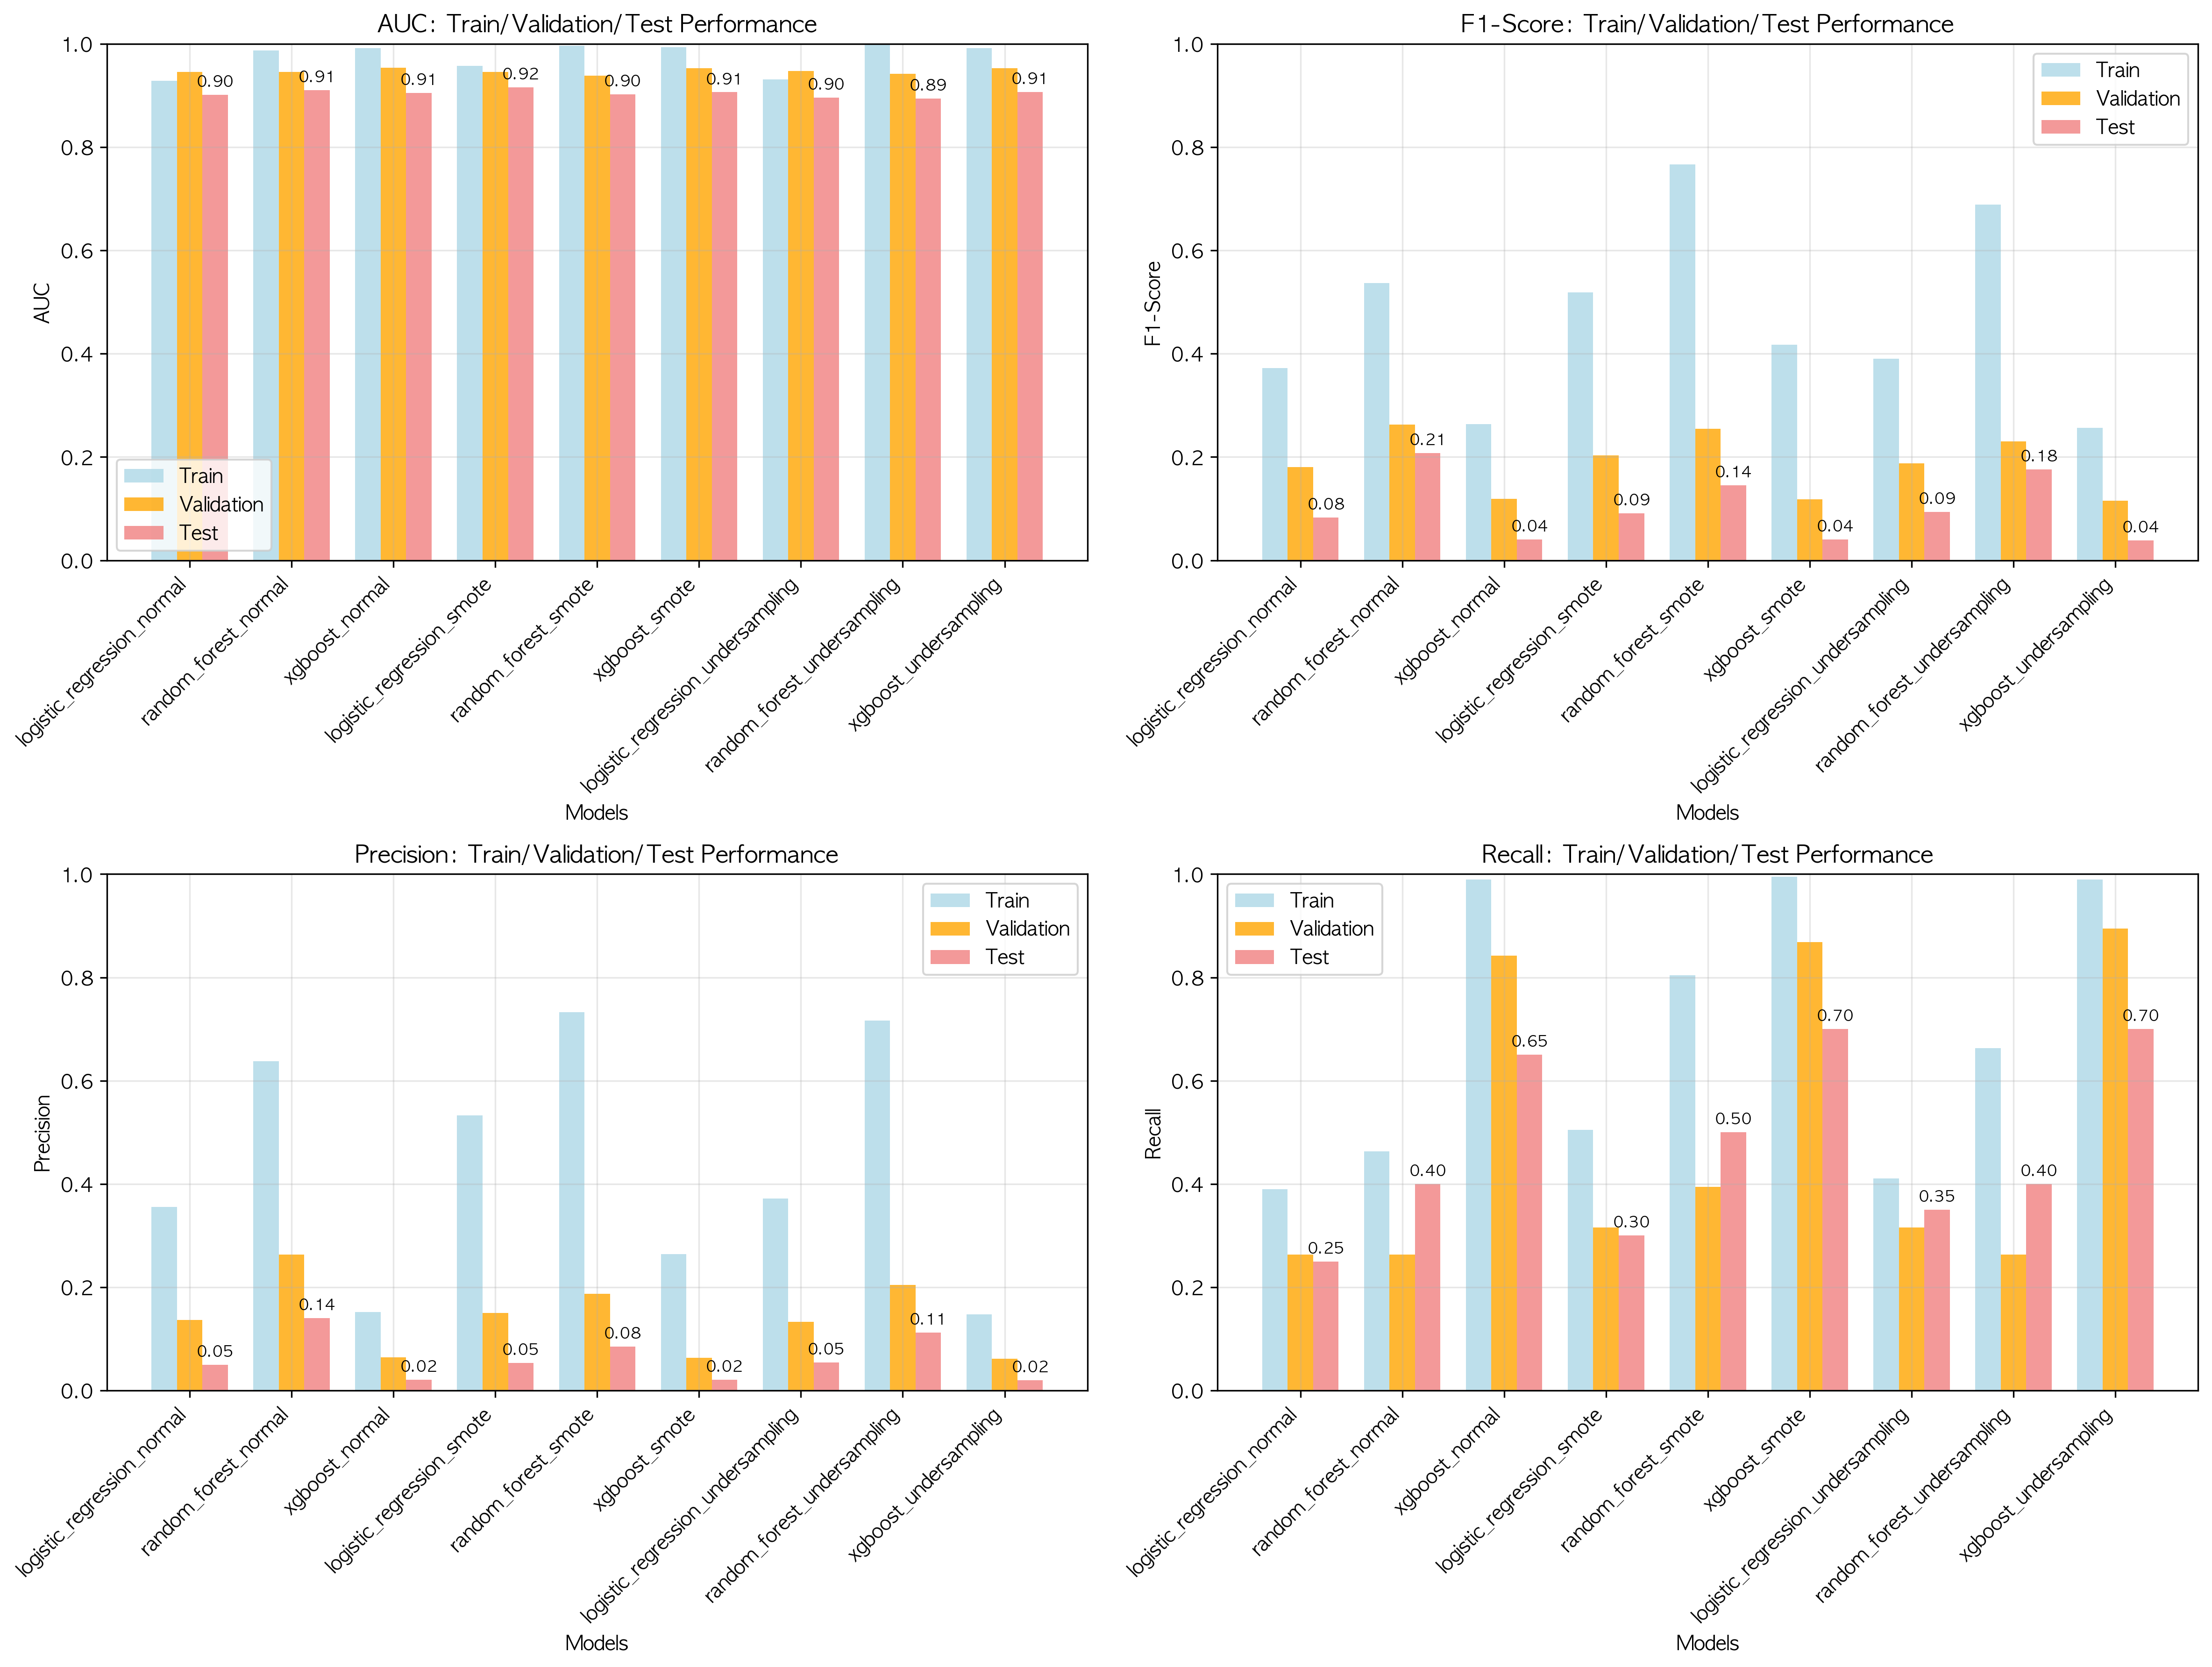 AUC: Train/Validation/Test Performance
1.0
0.8
0.6
0.4
0.2
0.0
AUC
0.90
0.91
0.91
0.92
0.90
0.91
0.90
0.89
0.91
Train
Validation
Test
logistic_regression_normal
random_forest_normal
xgboost_normal
logistic_regression_smote
random_forest_smote
xgboost_smote
logistic_regression_undersampling
random_forest_undersampling
xgboost_undersampling
Models
F1-Score: Train/Validation/Test Performance
1.0
0.8
0.6
0.4
0.2
0.0
F1-Score
Train
Validation
Test
0.08
0.21
0.04
0.09
0.14
0.04
0.09
0.18
0.04
logistic_regression_normal
random_forest_normal
xgboost_normal
logistic_regression_smote
random_forest_smote
xgboost_smote
logistic_regression_undersampling
random_forest_undersampling
xgboost_undersampling
Models
Precision: Train/Validation/Test Performance
1.0
0.8
0.6
0.4
0.2
0.0
Precision
Train
Validation
Test
0.05
0.14
0.02
0.05
0.08
0.02
0.05
0.11
0.02
logistic_regression_normal
random_forest_normal
xgboost_normal
logistic_regression_smote
random_forest_smote
xgboost_smote
logistic_regression_undersampling
random_forest_undersampling
xgboost_undersampling
Models
Recall: Train/Validation/Test Performance
1.0
0.8
0.6
0.4
0.2
0.0
Recall
Train
Validation
Test
0.25
0.40
0.65
0.30
0.50
0.70
0.35
0.40
0.70
logistic_regression_normal
random_forest_normal
xgboost_normal
logistic_regression_smote
random_forest_smote
xgboost_smote
logistic_regression_undersampling
random_forest_undersampling
xgboost_undersampling
Models